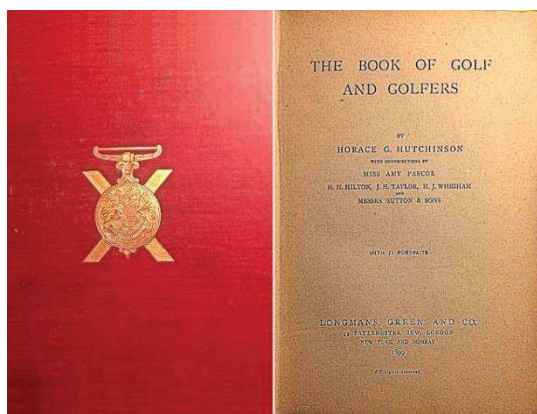 THE BOOK OF GOLF
AND GOLFERS
BY
HORACE G. HUTCHINSON
WITH CONTRIBUTIONS BY
MISS AMY PASCOE
H. H. HILTON, J. H. TAYLOR, H. J. WHIGHAM
AND
MESSRS SUTTON & SONS
WITH 71 PORTRAITS
LONGMANS, GREEN, AND CO.
39 PATERNOSTER ROW, LONDON
NEW YORK AND BOMBAY
1899
All rights reserved